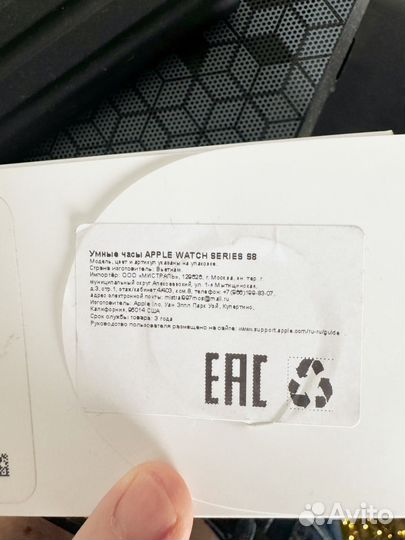 Умные часы APPLE WATCH SERIES S8
Модель, цвет и артикул указаны на упаковке.
Страна изготовитель: Вьетнам
Импортёр: ООО «МИСТРАЛЬ», 129626, г. Москва, вн. тер. г.
муниципальный округ Алексеевский, ул. 1-я Мытищинская,
д.3, стр. 1, этаж/кабинет:4/403, ком.8, телефон: +7(966)199-83-07,
адрес электронной почты: mistral997mos@mail.ru
Изготовитель: Apple Inc, Уан Эппл Парк Уэй, Купертино,
Калифорния, 95014 США
Срок службы товара: 3 года
Руководство пользователя размещено на сайте: www.support.apple.com/ru-ru/guide
EAC
Avito